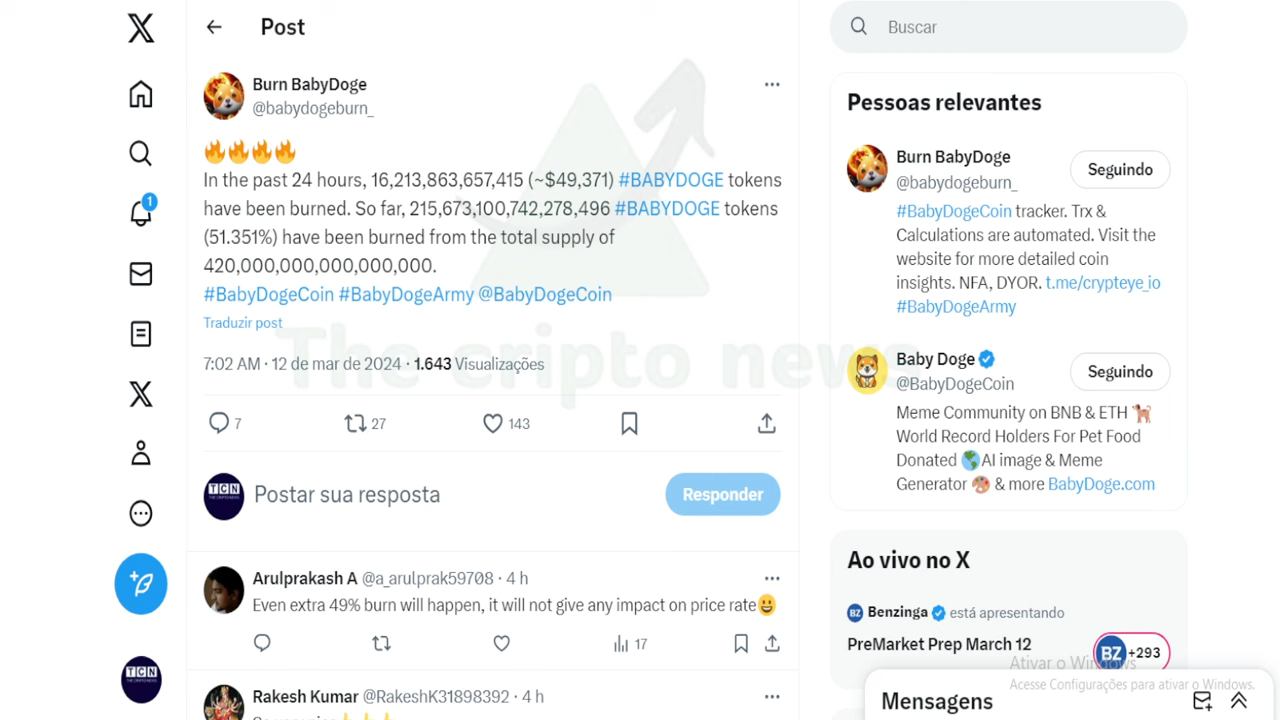 Post
Buscar
Burn BabyDoge
@babydogeburn_
🔥🔥🔥🔥
In the past 24 hours, 16,213,863,657,415 (~$49,371) #BABYDOGE tokens
have been burned. So far, 215,673,100,742,278,496 #BABYDOGE tokens
(51.351%) have been burned from the total supply of
420,000,000,000,000,000.
#BabyDogeCoin #BabyDogeArmy @BabyDogeCoin
Traduzir post
7:02 AM · 12 de mar de 2024 · 1.643 Visualizações
The cripto news
7 27 143
TCN
Postar sua resposta
Responder
Arulprakash A @a_arulprak59708 · 4 h
Even extra 49% burn will happen, it will not give any impact on price rate😃
17
Rakesh Kumar @RakeshK31898392 · 4 h
1
TCN
Pessoas relevantes
Burn BabyDoge
@babydogeburn_
Seguindo
#BabyDogeCoin tracker. Trx &
Calculations are automated. Visit the
website for more detailed coin
insights. NFA, DYOR. t.me/crypteye_io
#BabyDogeArmy
Baby Doge
@BabyDogeCoin
Seguindo
Meme Community on BNB & ETH 🐕
World Record Holders For Pet Food
Donated 🌎AI image & Meme
Generator 🎨 & more BabyDoge.com
Ao vivo no X
BZ Benzinga está apresentando
PreMarket Prep March 12
BZ +293
Ativar o Windows
Acesse Configurações para ativar o Windows.
Mensagens